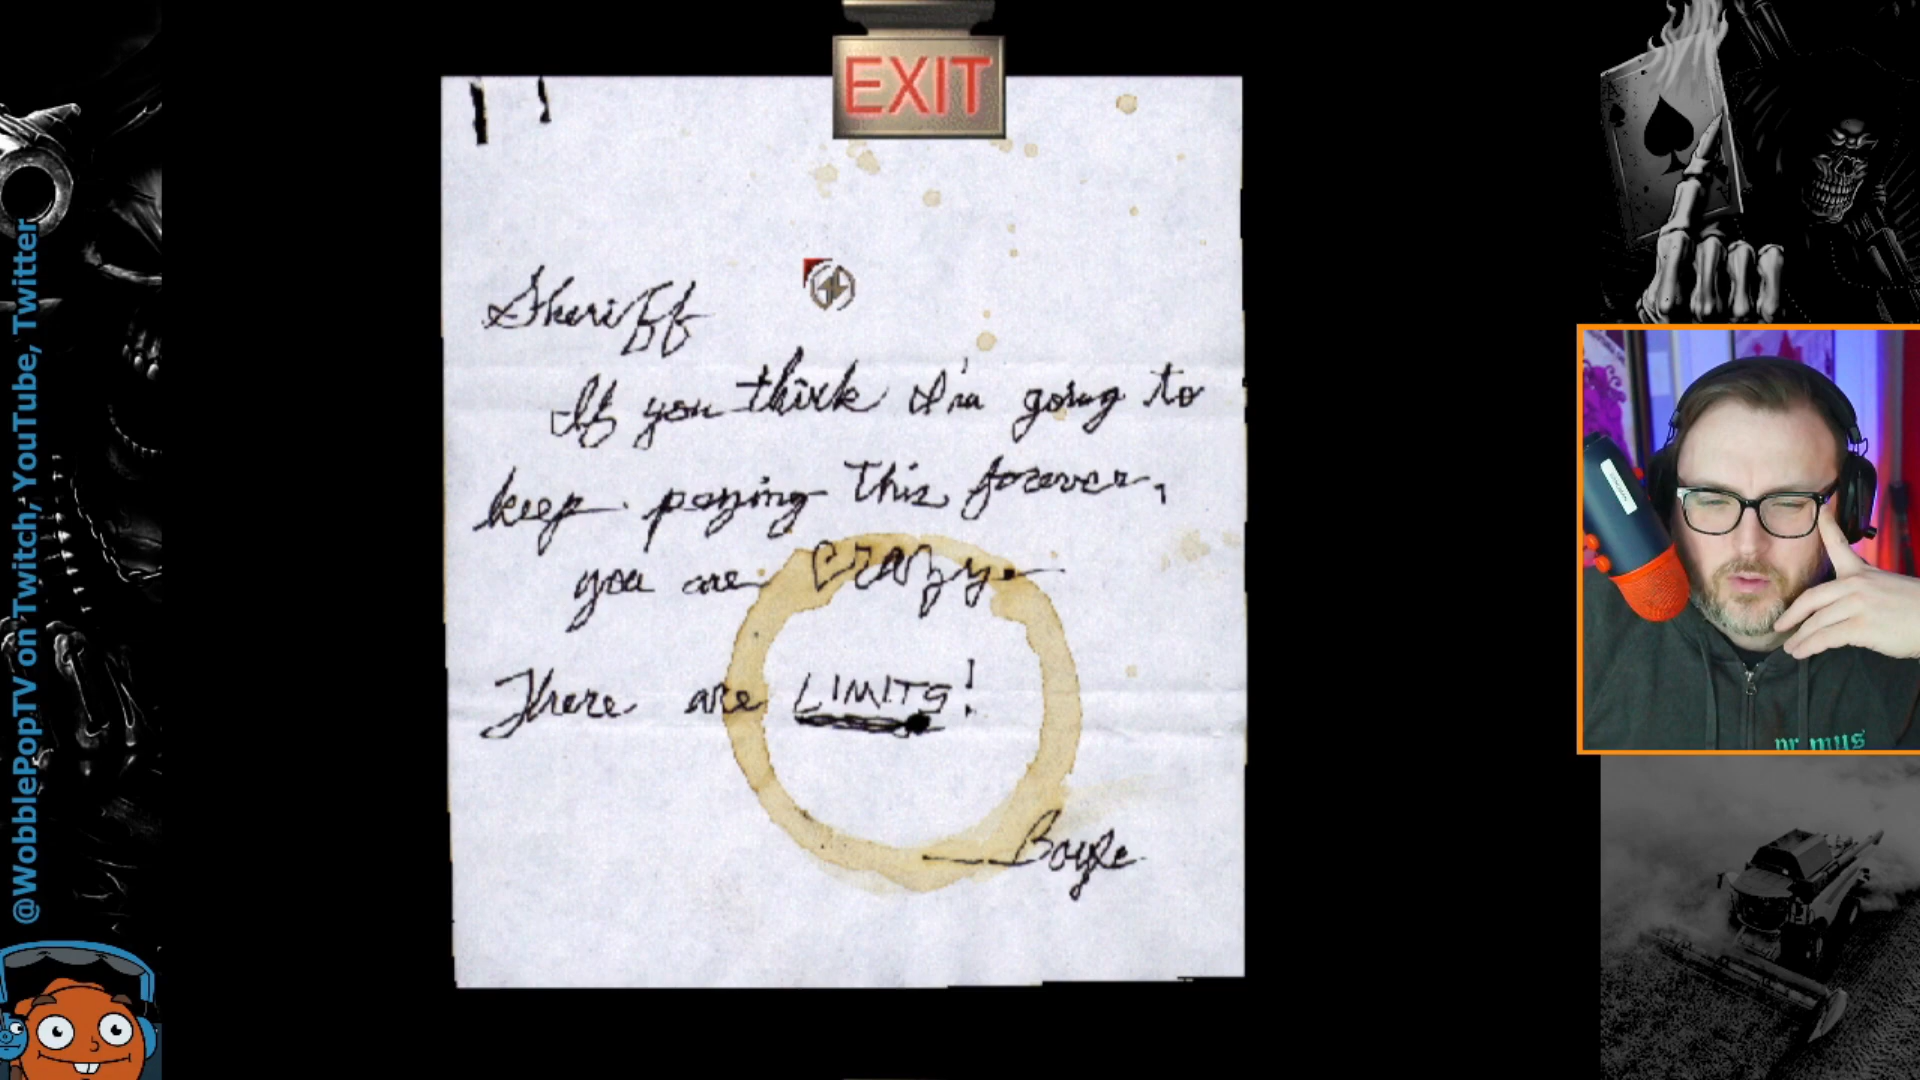 EXIT
Sheriff
If you think I'm going to
keep paying this forever,
you are crazy.
There are LIMITS!
—Boyle
@WobblePopTV on Twitch, YouTube, Twitter
primus
A